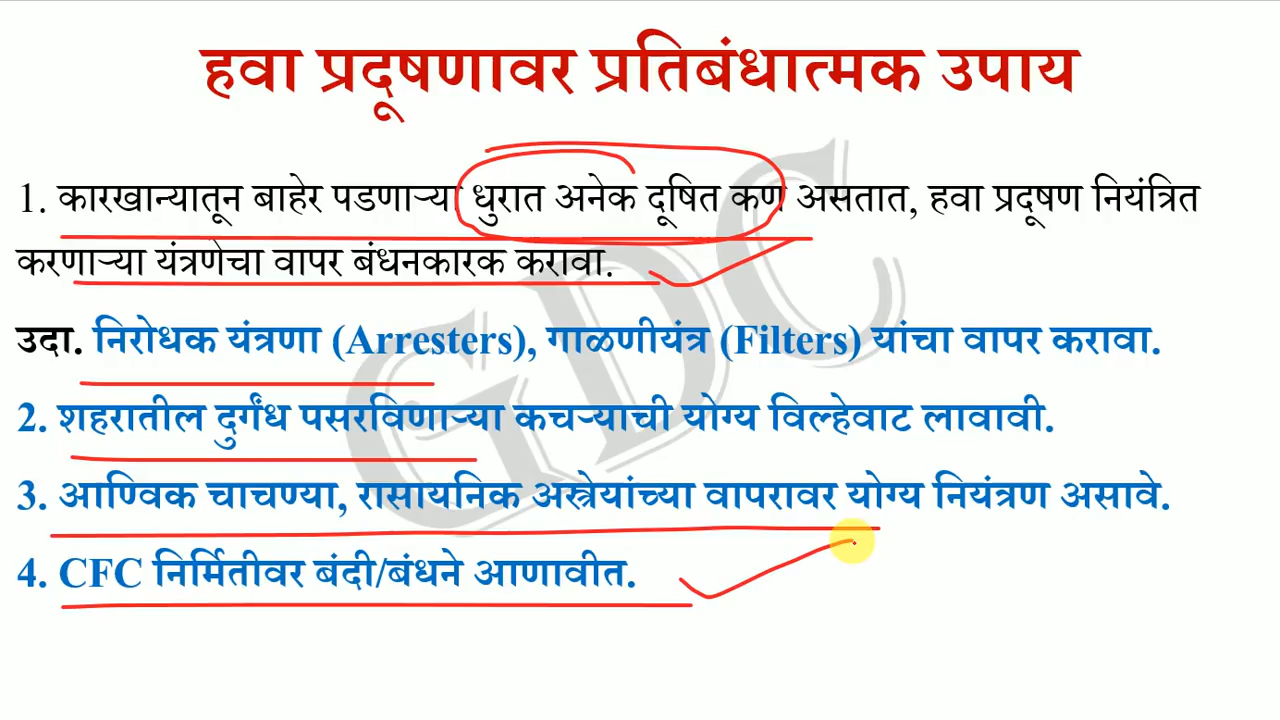 हवा प्रदूषणावर प्रतिबंधात्मक उपाय
1. कारखान्यातून बाहेर पडणाऱ्या धुरात अनेक दूषित कण असतात, हवा प्रदूषण नियंत्रित
करणाऱ्या यंत्रणेचा वापर बंधनकारक करावा.
उदा. निरोधक यंत्रणा (Arresters), गाळणीयंत्र (Filters) यांचा वापर करावा.
2. शहरातील दुर्गंध पसरविणाऱ्या कचऱ्याची योग्य विल्हेवाट लावावी.
3. आण्विक चाचण्या, रासायनिक अस्त्रेयांच्या वापरावर योग्य नियंत्रण असावे.
4. CFC निर्मितीवर बंदी/बंधने आणावीत.
GDC